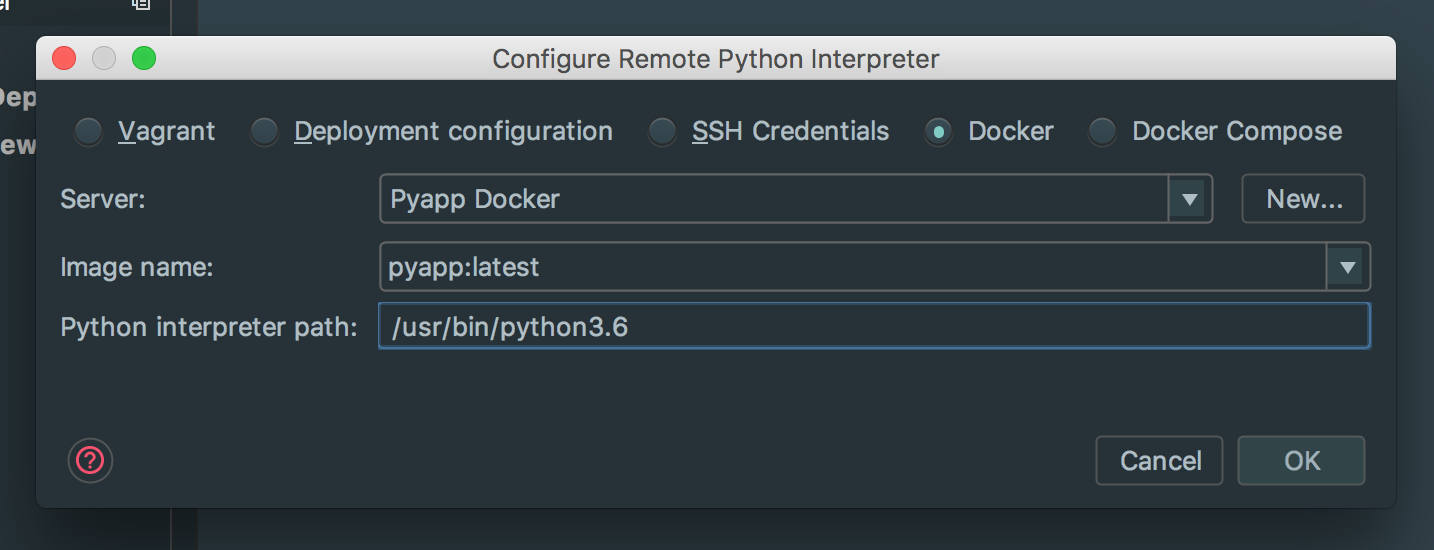 Configure Remote Python Interpreter
Dep
ew
Vagrant Deployment configuration SSH Credentials Docker Docker Compose
Server: Pyapp Docker New...
Image name: pyapp:latest
Python interpreter path: /usr/bin/python3.6
? Cancel OK